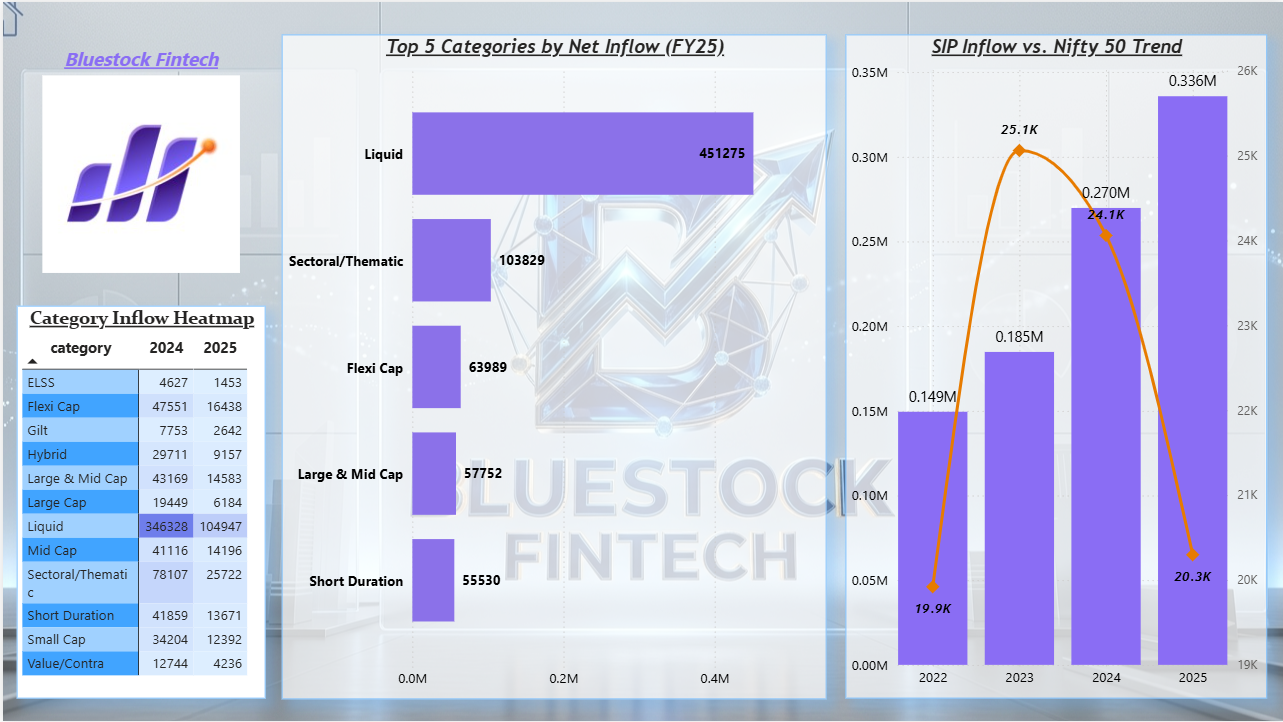 Bluestock Fintech
Category Inflow Heatmap
category 2024 2025
ELSS 4627 1453
Flexi Cap 47551 16438
Gilt 7753 2642
Hybrid 29711 9157
Large & Mid Cap 43169 14583
Large Cap 19449 6184
Liquid 346328 104947
Mid Cap 41116 14196
Sectoral/Themati
c 78107 25722
Short Duration 41859 13671
Small Cap 34204 12392
Value/Contra 12744 4236
Top 5 Categories by Net Inflow (FY25)
Liquid 451275
Sectoral/Thematic 103829
Flexi Cap 63989
Large & Mid Cap 57752
Short Duration 55530
0.0M 0.2M 0.4M
BLUESTOCK
FINTECH
SIP Inflow vs. Nifty 50 Trend
0.35M 26K
0.336M
25.1K
0.30M 25K
0.270M
24.1K
0.25M 24K
0.20M 23K
0.185M
0.149M
0.15M 22K
0.10M 21K
0.05M 20K
20.3K
19.9K
0.00M 19K
2022 2023 2024 2025